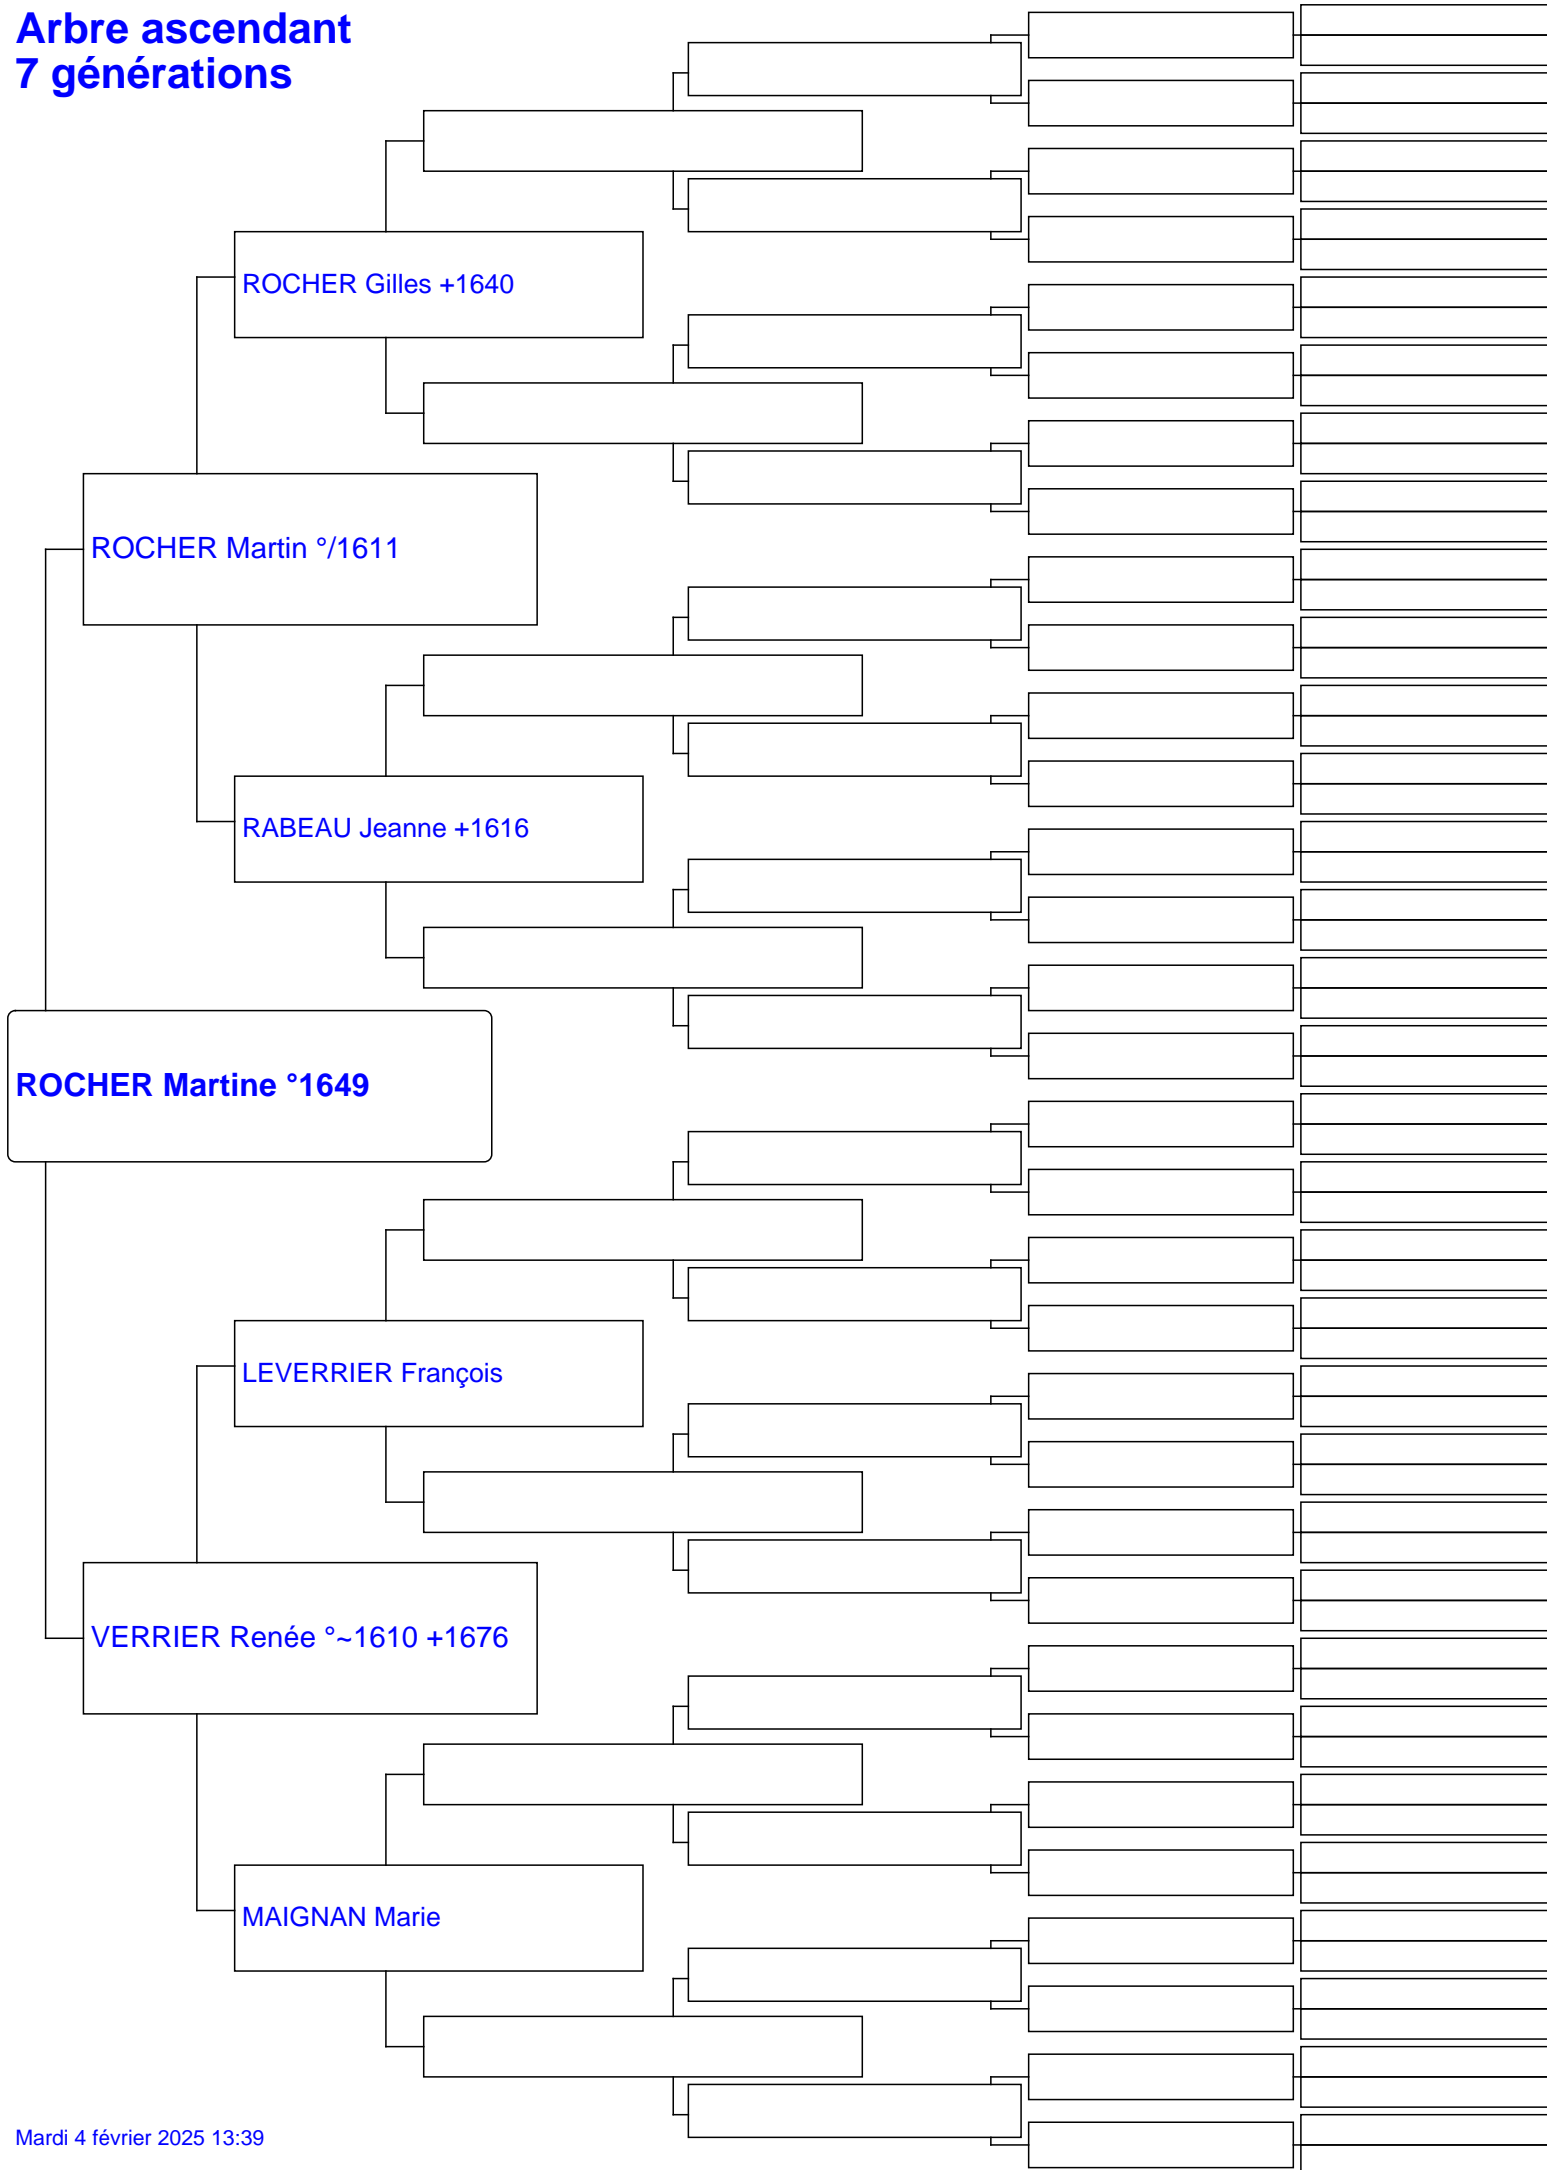 Arbre ascendant
7 générations
ROCHER Gilles +1640
ROCHER Martin °/1611
RABEAU Jeanne +1616
ROCHER Martine °1649
LEVERRIER François
VERRIER Renée °~1610 +1676
MAIGNAN Marie
Mardi 4 février 2025 13:39